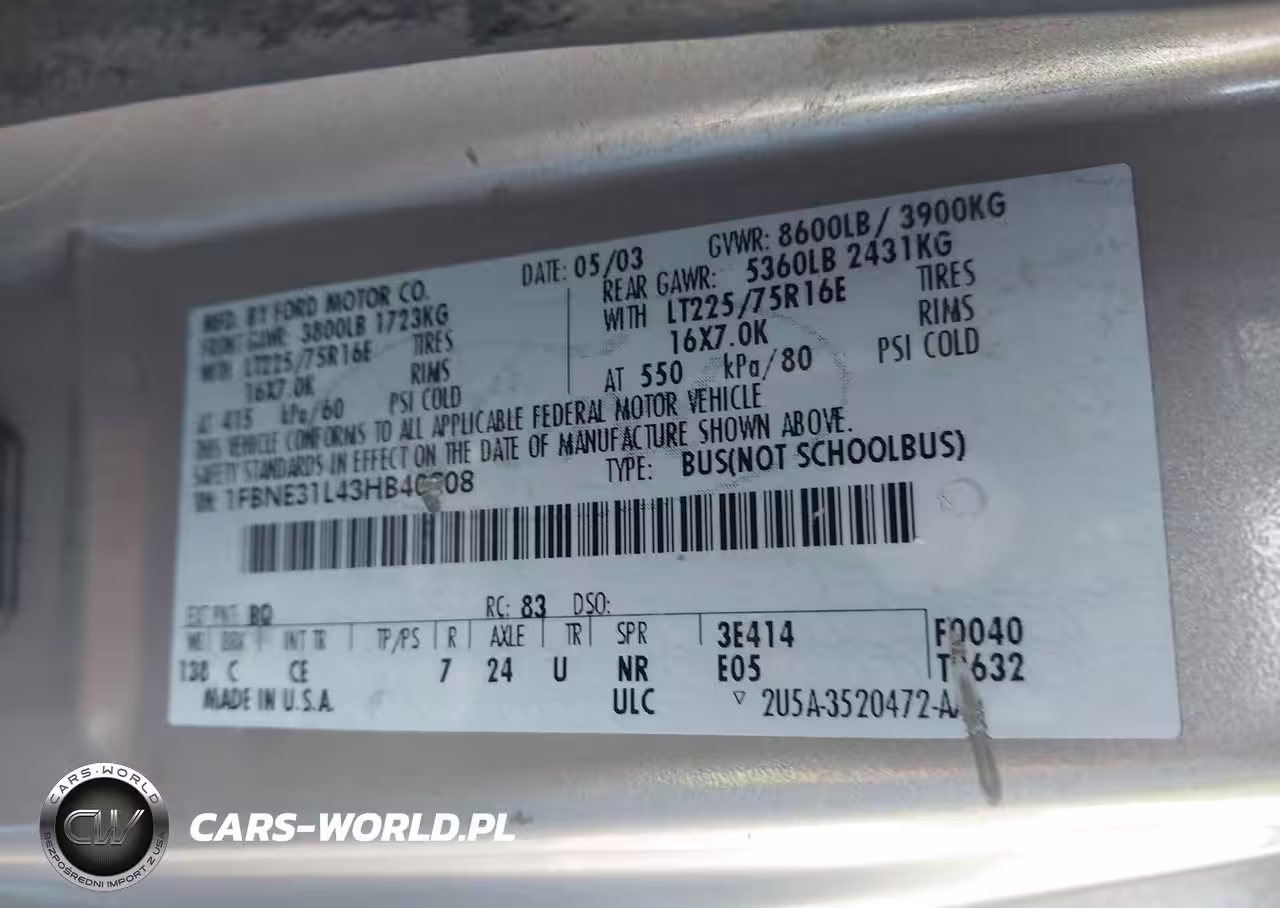 MFD. BY FORD MOTOR CO.
DATE: 05/03
GVWR: 8600LB / 3900KG
FRONT GAWR: 3800LB 1723KG
WITH LT225/75R16E TIRES
16X7.0K RIMS
AT 415 kPa/60 PSI COLD
REAR GAWR: 5360LB 2431KG
WITH LT225/75R16E TIRES
16X7.0K RIMS
AT 550 kPa/80 PSI COLD
THIS VEHICLE CONFORMS TO ALL APPLICABLE FEDERAL MOTOR VEHICLE
SAFETY STANDARDS IN EFFECT ON THE DATE OF MANUFACTURE SHOWN ABOVE.
VIN:
TYPE: BUS(NOT SCHOOLBUS)
EXT PNT: BQ RC: 83 DSO:
WB BRK INT TR TP/PS R AXLE TR SPR 3E414
138 C CE 7 24 U NR E05
MADE IN U.S.A. ULC ▽
CARS·WORLD
CW
BEZPOŚREDNI IMPORT Z USA
CARS-WORLD.PL